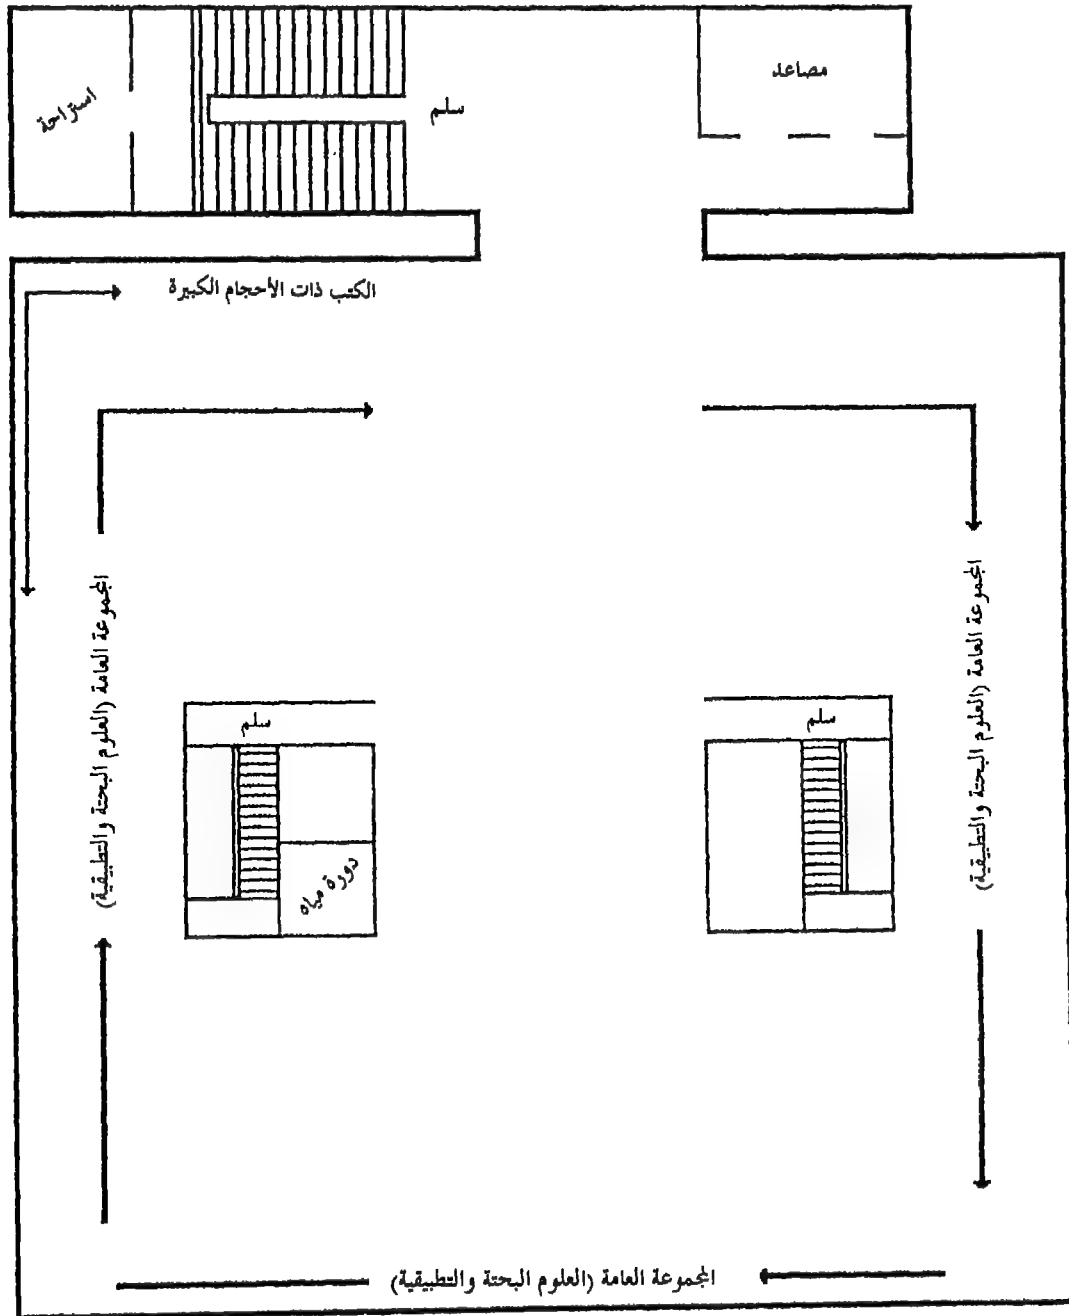 مصاعد
سلم
استراحة
الكتب ذات الأحجام الكبيرة
المجموعة العامة (العلوم البحتة والتطبيقية)
المجموعة العامة (العلوم البحتة والتطبيقية)
سلم
سلم
دورة مياه
المجموعة العامة (العلوم البحتة والتطبيقية)